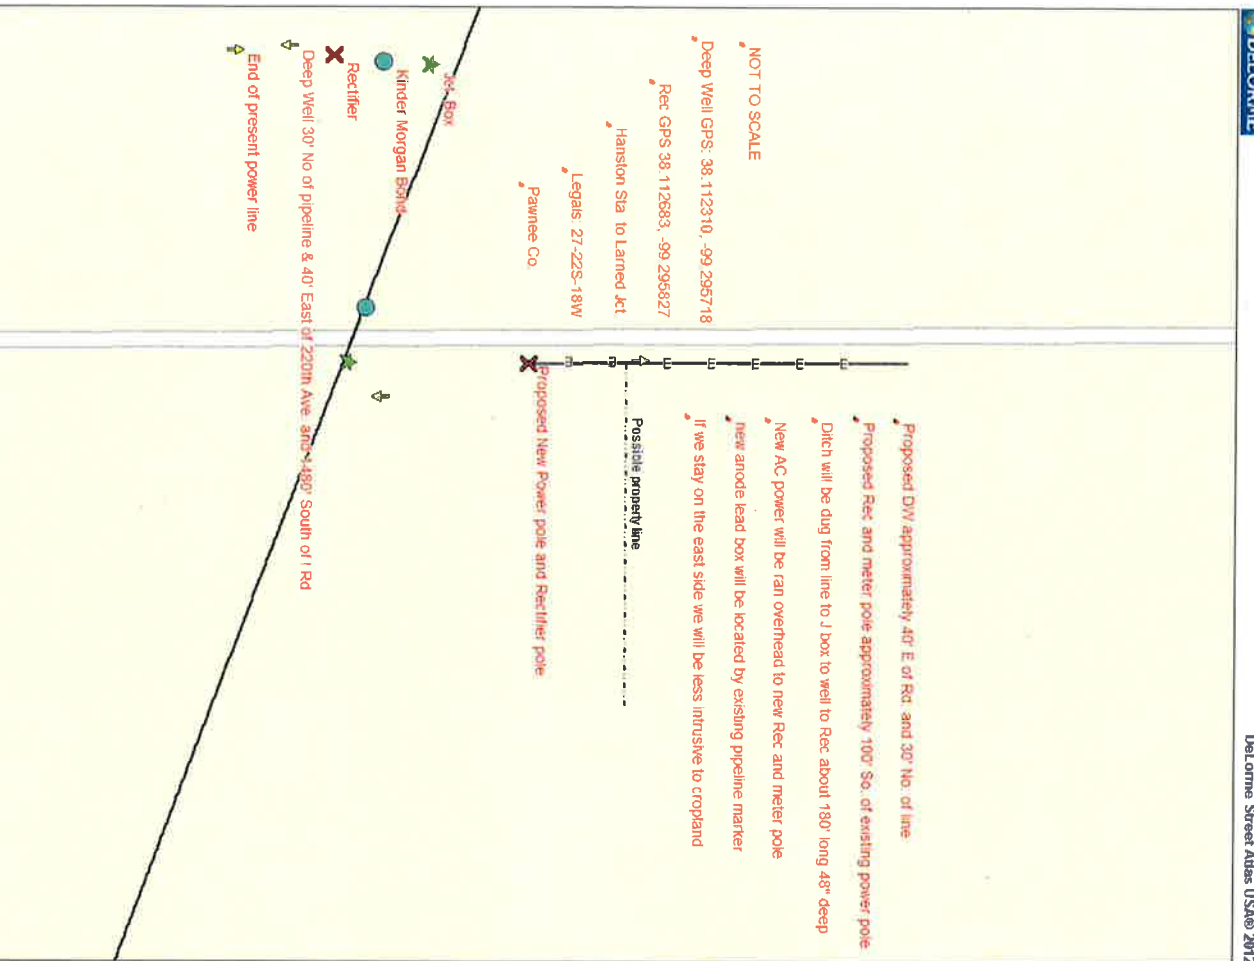 DELORME
DeLorme Street Atlas USA® 2012
NOT TO SCALE
Deep Well GPS: 38.112310, -99.295718
Rec GPS 38.112683, -99.295827
Hanston Sta. to Larned Jct
Legals: 27-22S-18W
Pawnee Co.
Jct. Box
Kinder Morgan Bond
Rectifier
Deep Well 30' No of pipeline & 40' East of 220th Ave. and 1480' South of I Rd
End of present power line
Proposed DW approximately 40' E of Rd. and 30' No. of line
Proposed Rec and meter pole approximately 100' So. of existing power pole
Ditch will be dug from line to J box to well to Rec about 180' long 48" deep
New AC power will be ran overhead to new Rec and meter pole
new anode lead box will be located by existing pipeline marker
If we stay on the east side we will be less intrusive to cropland
Possible property line
Proposed New Power pole and Rectifier pole
E
E
E
E
E
E
E